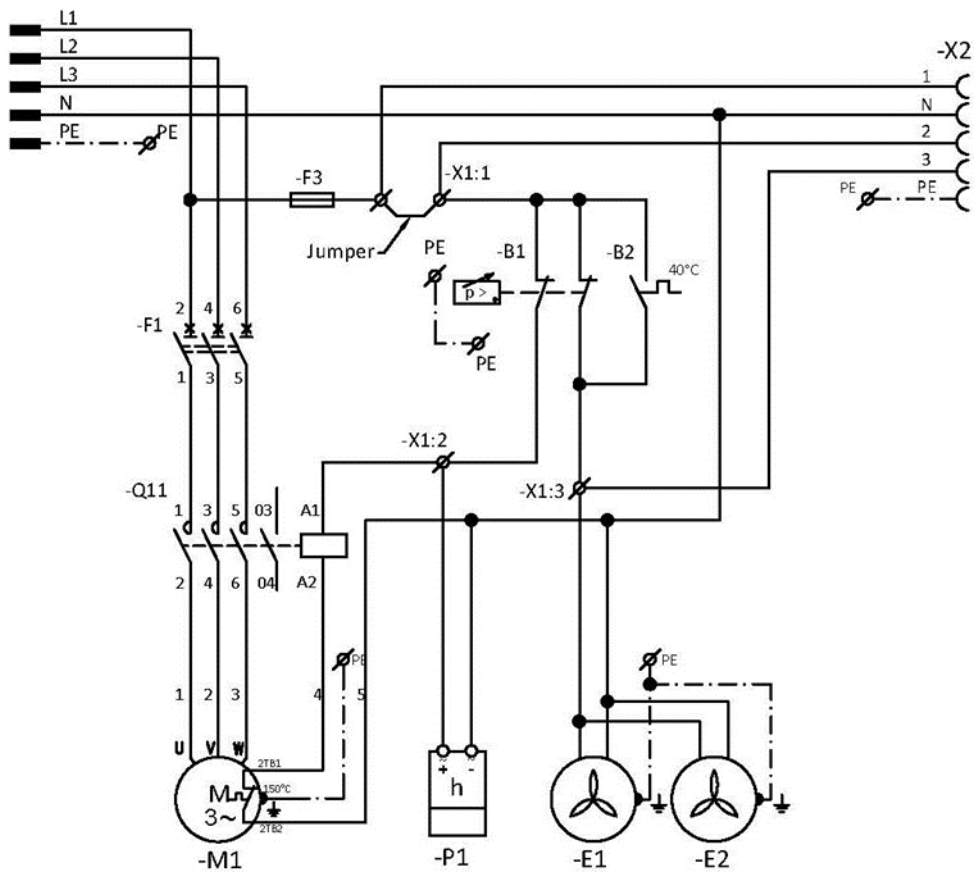 L1
L2
-X2
L3
1
N
N
PE
PE
2
3
-F3
-X1:1
PE
PE
Jumper
PE
-B1
-B2
40°C
p >
2
4
6
-F1
PE
1
3
5
-X1:2
-X1:3
-Q11
1
3
5
03
A1
2
4
6
04
A2
PE
PE
1
2
3
4
5
U
V
W
2TB1
~
~
+
-
M
150°C
h
3~
2TB2
-M1
-P1
-E1
-E2